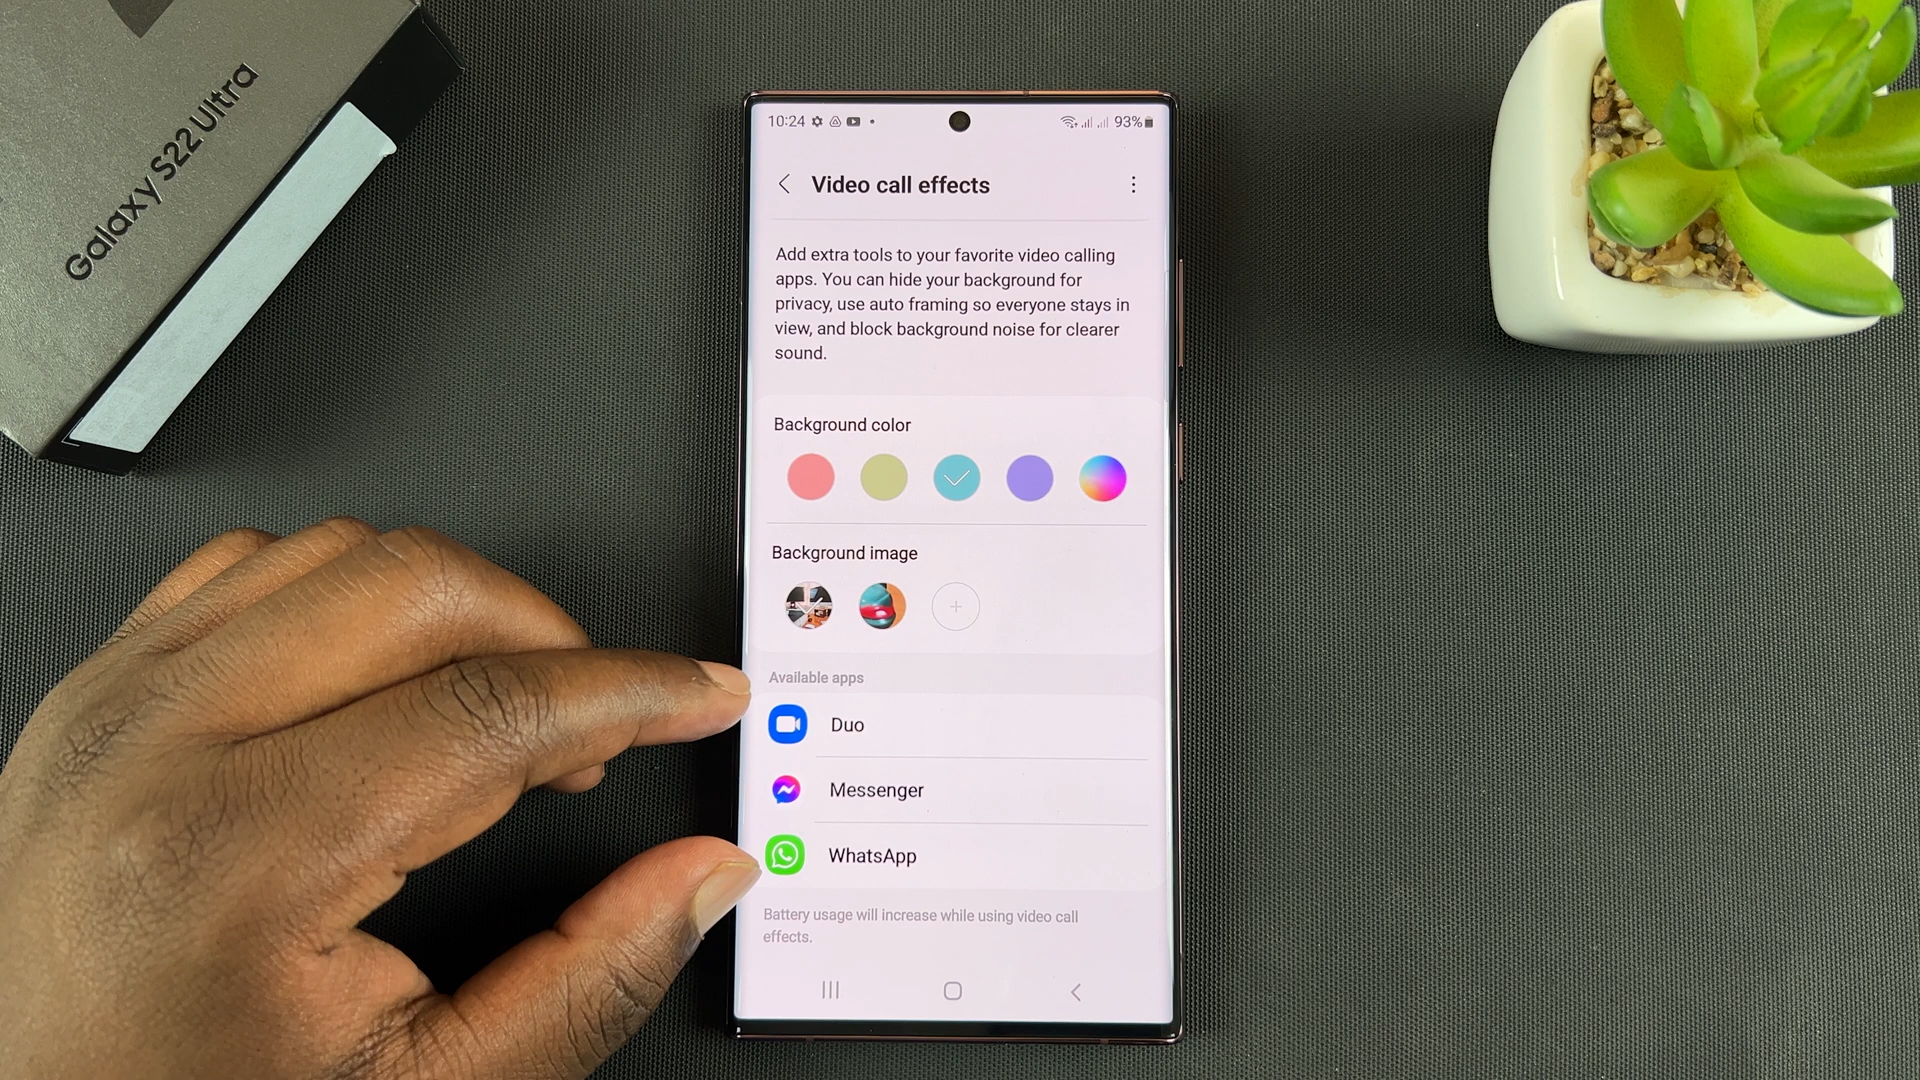 Galaxy S22 Ultra
10:24
93%
Video call effects
Add extra tools to your favorite video calling
apps. You can hide your background for
privacy, use auto framing so everyone stays in
view, and block background noise for clearer
sound.
Background color
Background image
Available apps
Duo
Messenger
WhatsApp
Battery usage will increase while using video call
effects.